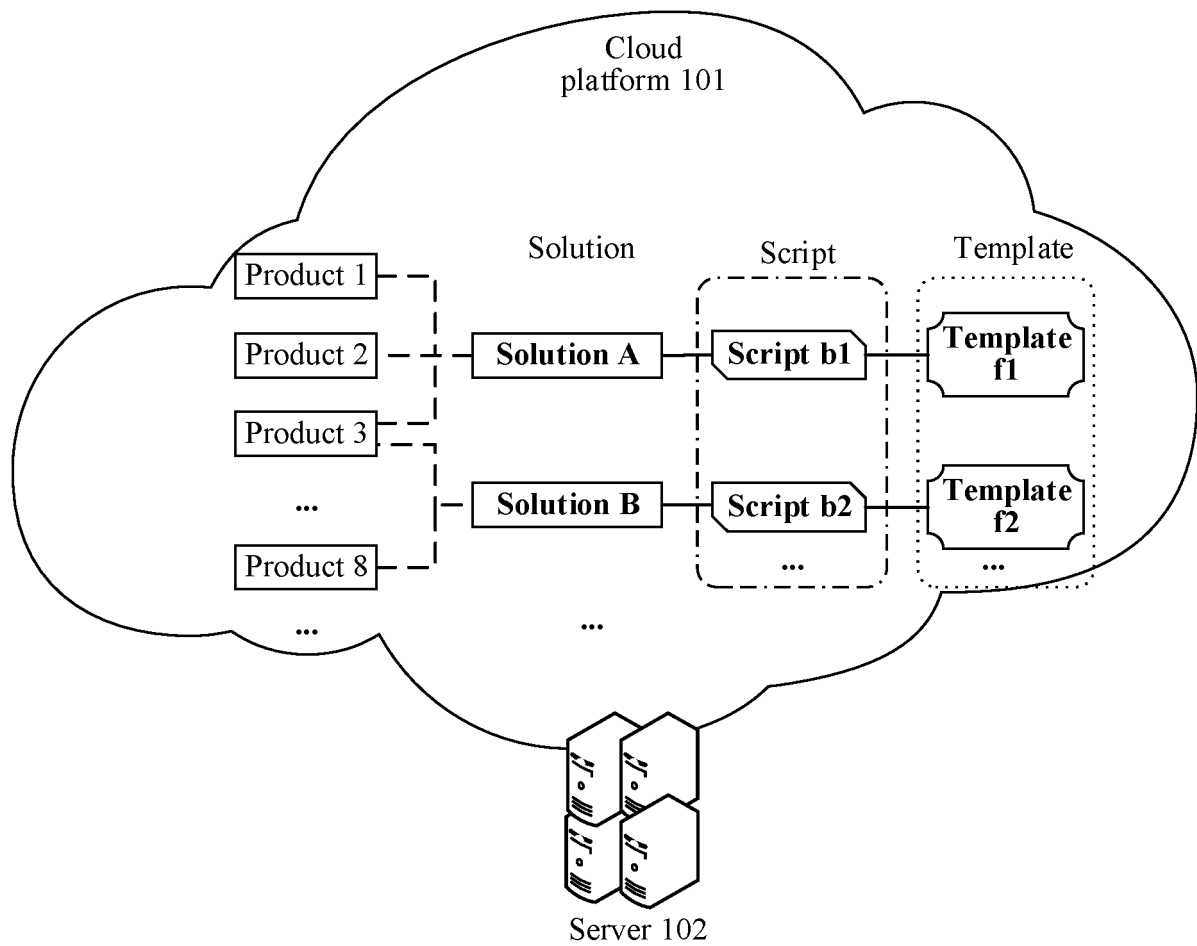 Cloud
platform 101
Solution
Script
Template
Product 1
Product 2
Solution A
Script b1
Template
f1
Product 3
...
Solution B
Script b2
Template
f2
Product 8
...
...
...
...
Server 102